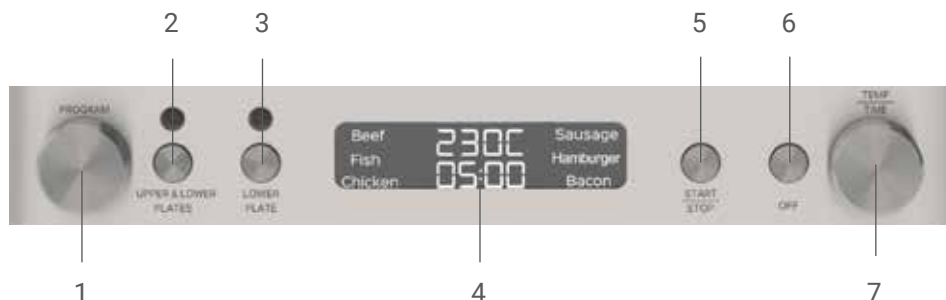 2 3 5 6
PROGRAM
TEMP
TIME
Beef 230C Sausage
Fish Hamburger
Chicken 05:00 Bacon
UPPER & LOWER
PLATES
LOWER
PLATE
START
STOP
OFF
1 4 7